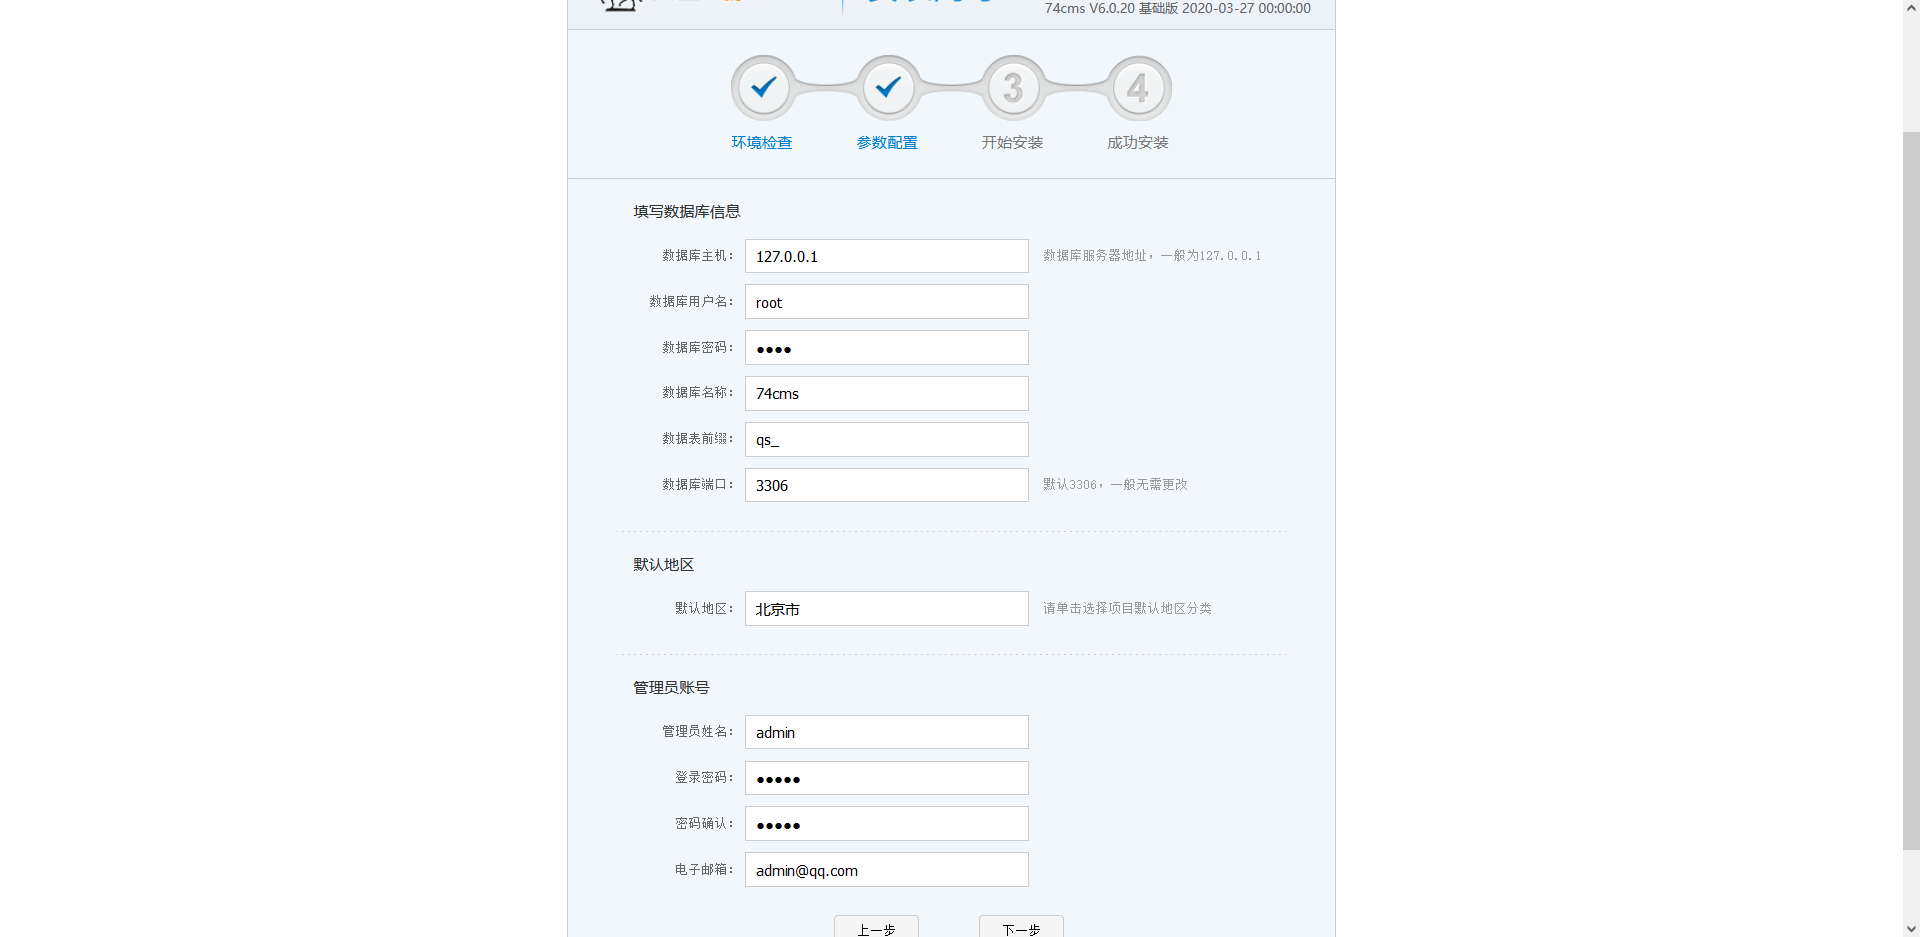 74cms V6.0.20 基础版 2020-03-27 00:00:00
3 4
环境检查 参数配置 开始安装 成功安装
填写数据库信息
数据库主机： 127.0.0.1 数据库服务器地址，一般为127.0.0.1
数据库用户名： root
数据库密码： ●●●●
数据库名称： 74cms
数据表前缀： qs_
数据库端口： 3306 默认3306，一般无需更改
默认地区
默认地区： 北京市 请单击选择项目默认地区分类
管理员账号
管理员姓名： admin
登录密码： ●●●●●
密码确认： ●●●●●
电子邮箱： admin@qq.com
上一步 下一步